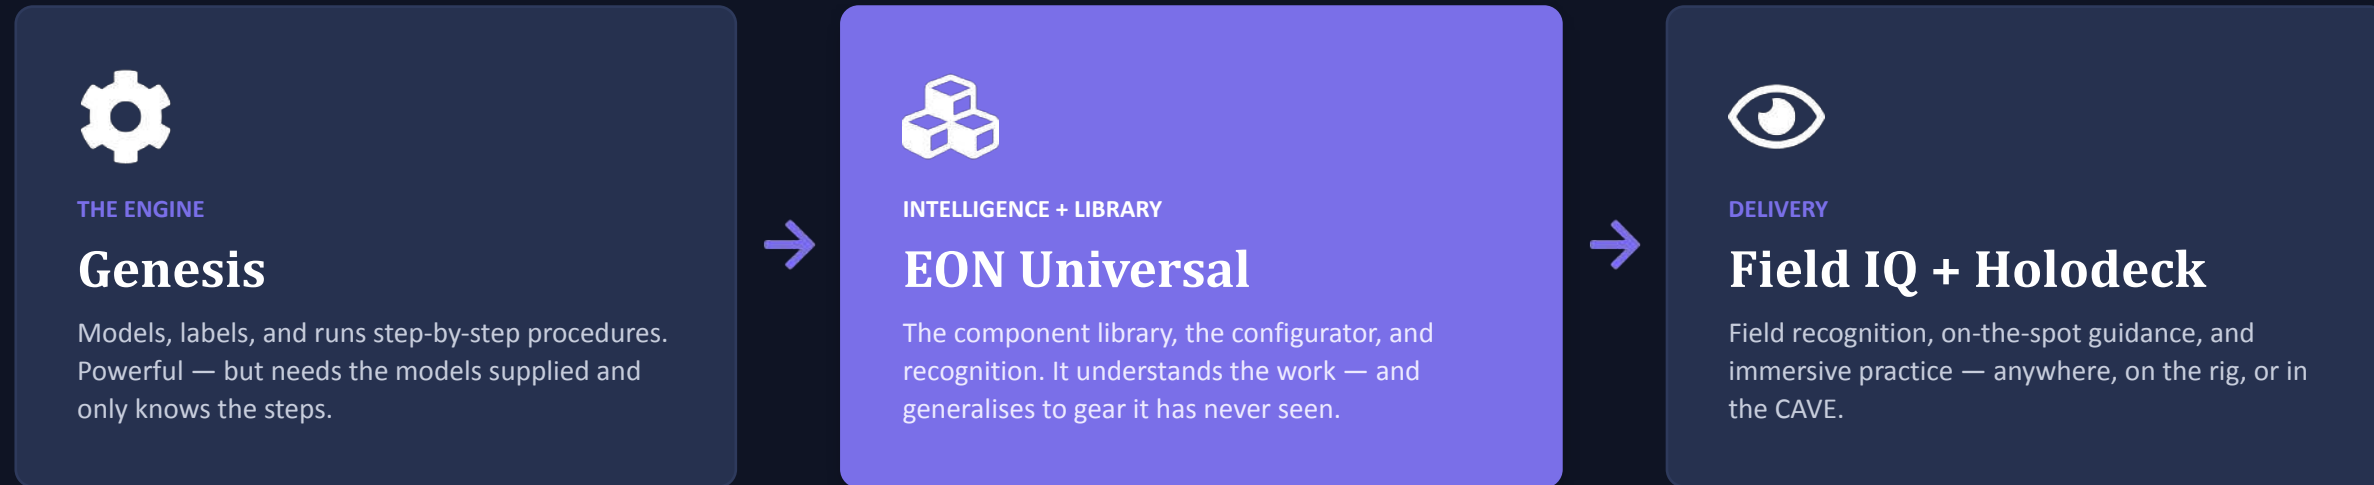 THE ENGINE
Genesis
Models, labels, and runs step-by-step procedures.
Powerful — but needs the models supplied and
only knows the steps.
INTELLIGENCE + LIBRARY
EON Universal
The component library, the configurator, and
recognition. It understands the work — and
generalises to gear it has never seen.
DELIVERY
Field IQ + Holodeck
Field recognition, on-the-spot guidance, and
immersive practice — anywhere, on the rig, or in
the CAVE.